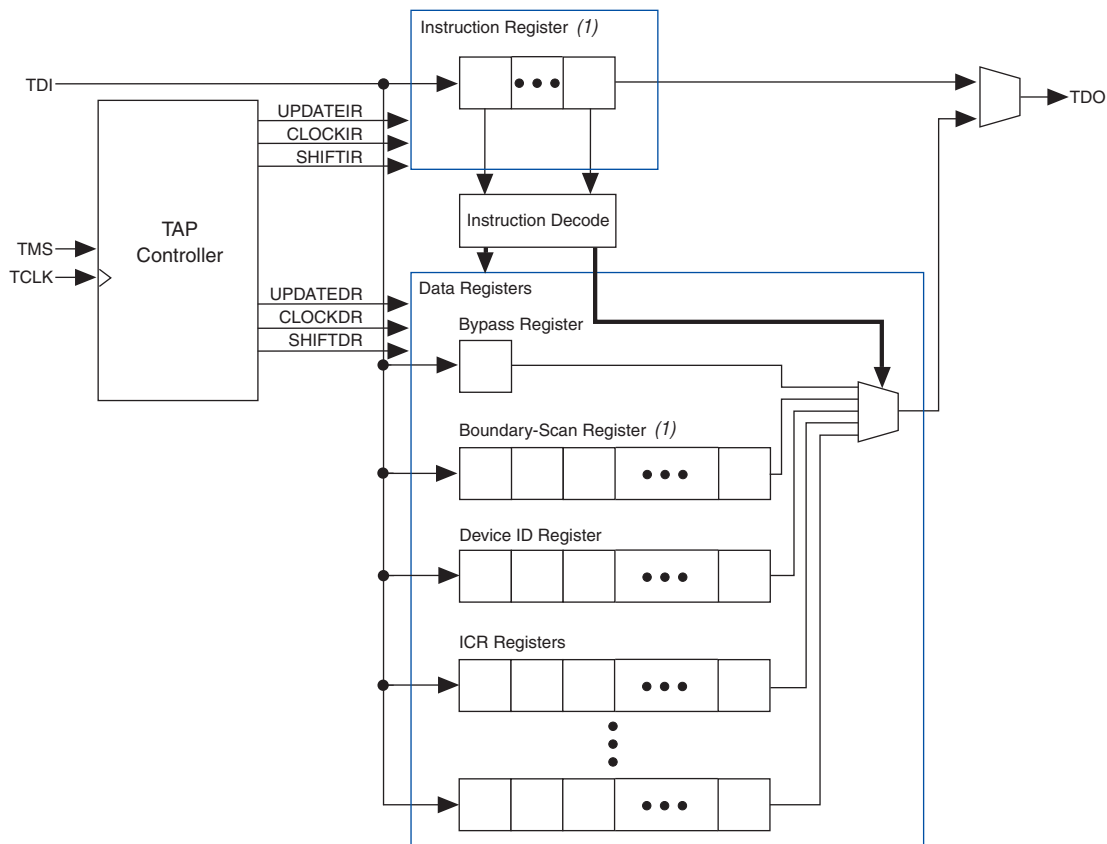 Instruction Register (1)
TDI
UPDATEIR
CLOCKIR
SHIFTIR
TDO
TAP
Controller
TMS
TCLK
Instruction Decode
UPDATEDR
CLOCKDR
SHIFTDR
Data Registers
Bypass Register
Boundary-Scan Register (1)
Device ID Register
ICR Registers